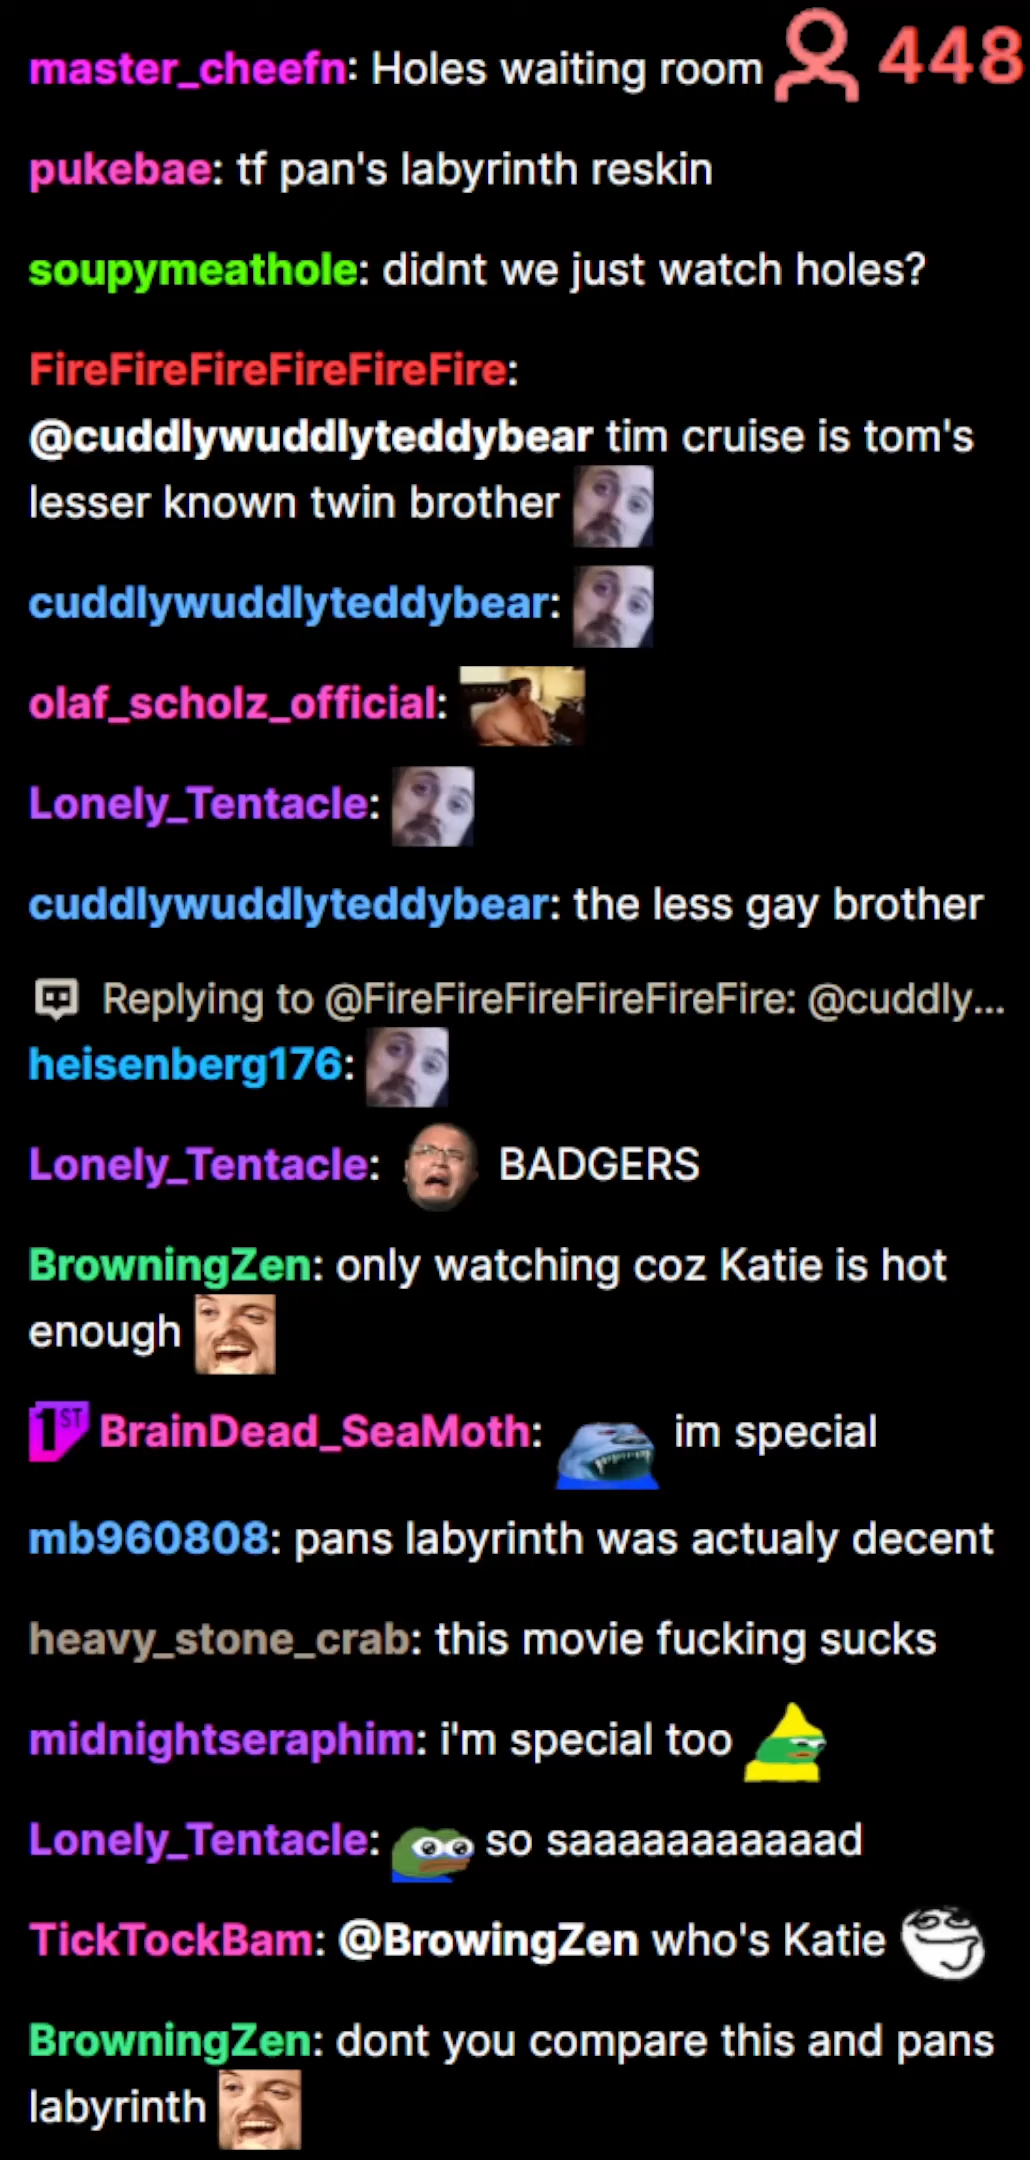 master_cheefn: Holes waiting room 448
pukebae: tf pan's labyrinth reskin
soupymeathole: didnt we just watch holes?
FireFireFireFireFireFire:
@cuddlywuddlyteddybear tim cruise is tom's
lesser known twin brother
cuddlywuddlyteddybear:
olaf_scholz_official:
Lonely_Tentacle:
cuddlywuddlyteddybear: the less gay brother
Replying to @FireFireFireFireFireFire: @cuddly...
heisenberg176:
Lonely_Tentacle: BADGERS
BrowningZen: only watching coz Katie is hot
enough
1ST BrainDead_SeaMoth: im special
mb960808: pans labyrinth was actualy decent
heavy_stone_crab: this movie fucking sucks
midnightseraphim: i'm special too
Lonely_Tentacle: so saaaaaaaaaaad
TickTockBam: @BrowingZen who's Katie
BrowningZen: dont you compare this and pans
labyrinth